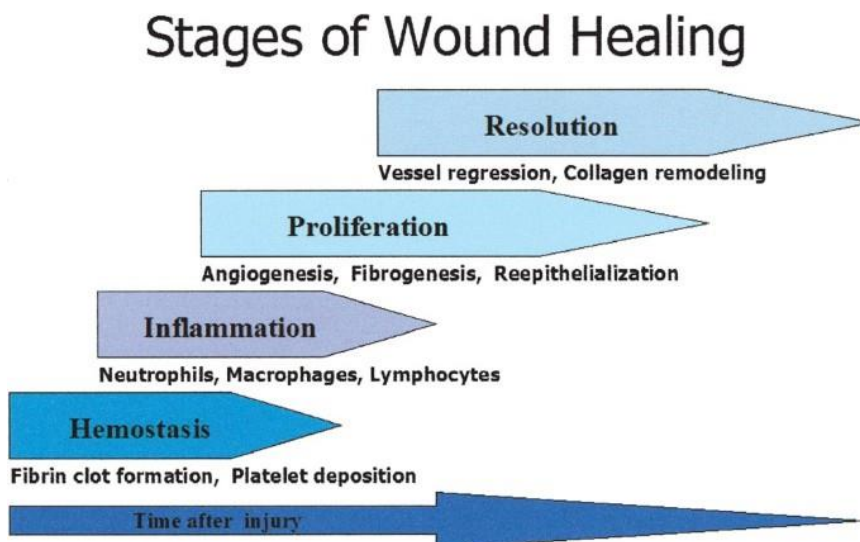 Stages of Wound Healing
Resolution
Vessel regression, Collagen remodeling
Proliferation
Angiogenesis, Fibrogenesis, Reepithelialization
Inflammation
Neutrophils, Macrophages, Lymphocytes
Hemostasis
Fibrin clot formation, Platelet deposition
Time after injury